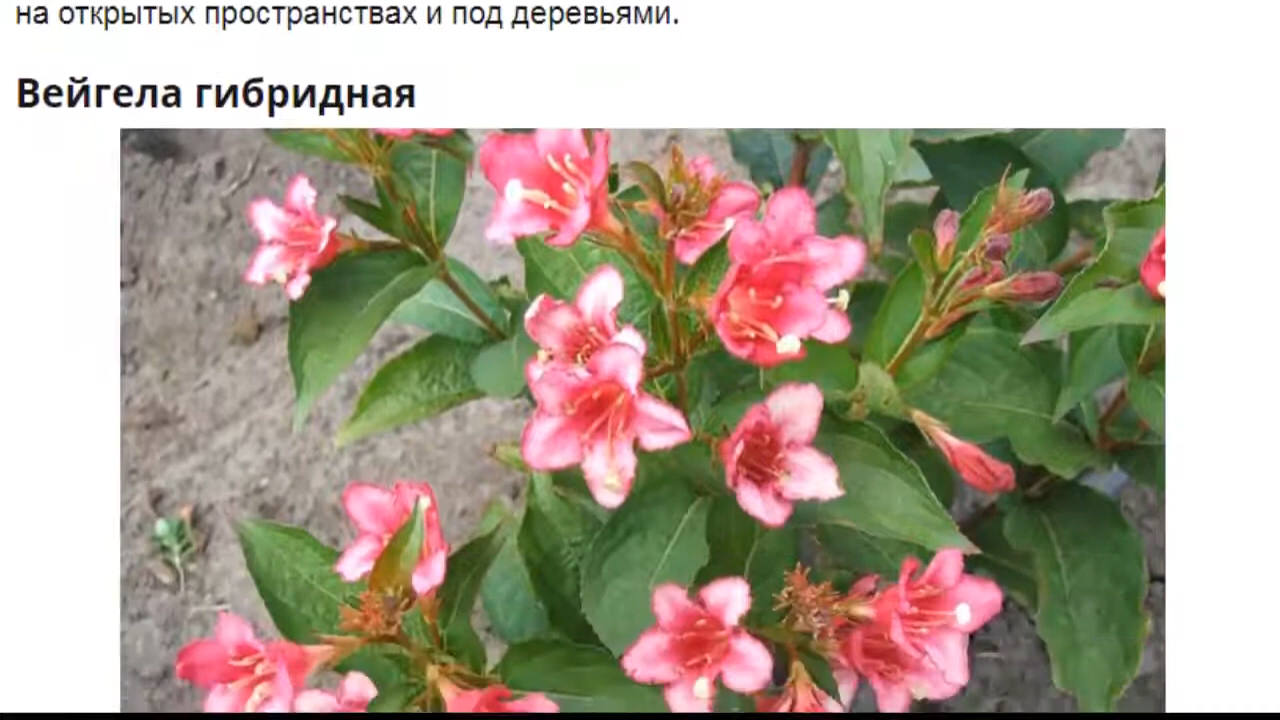 на открытых пространствах и под деревьями.
Вейгела гибридная